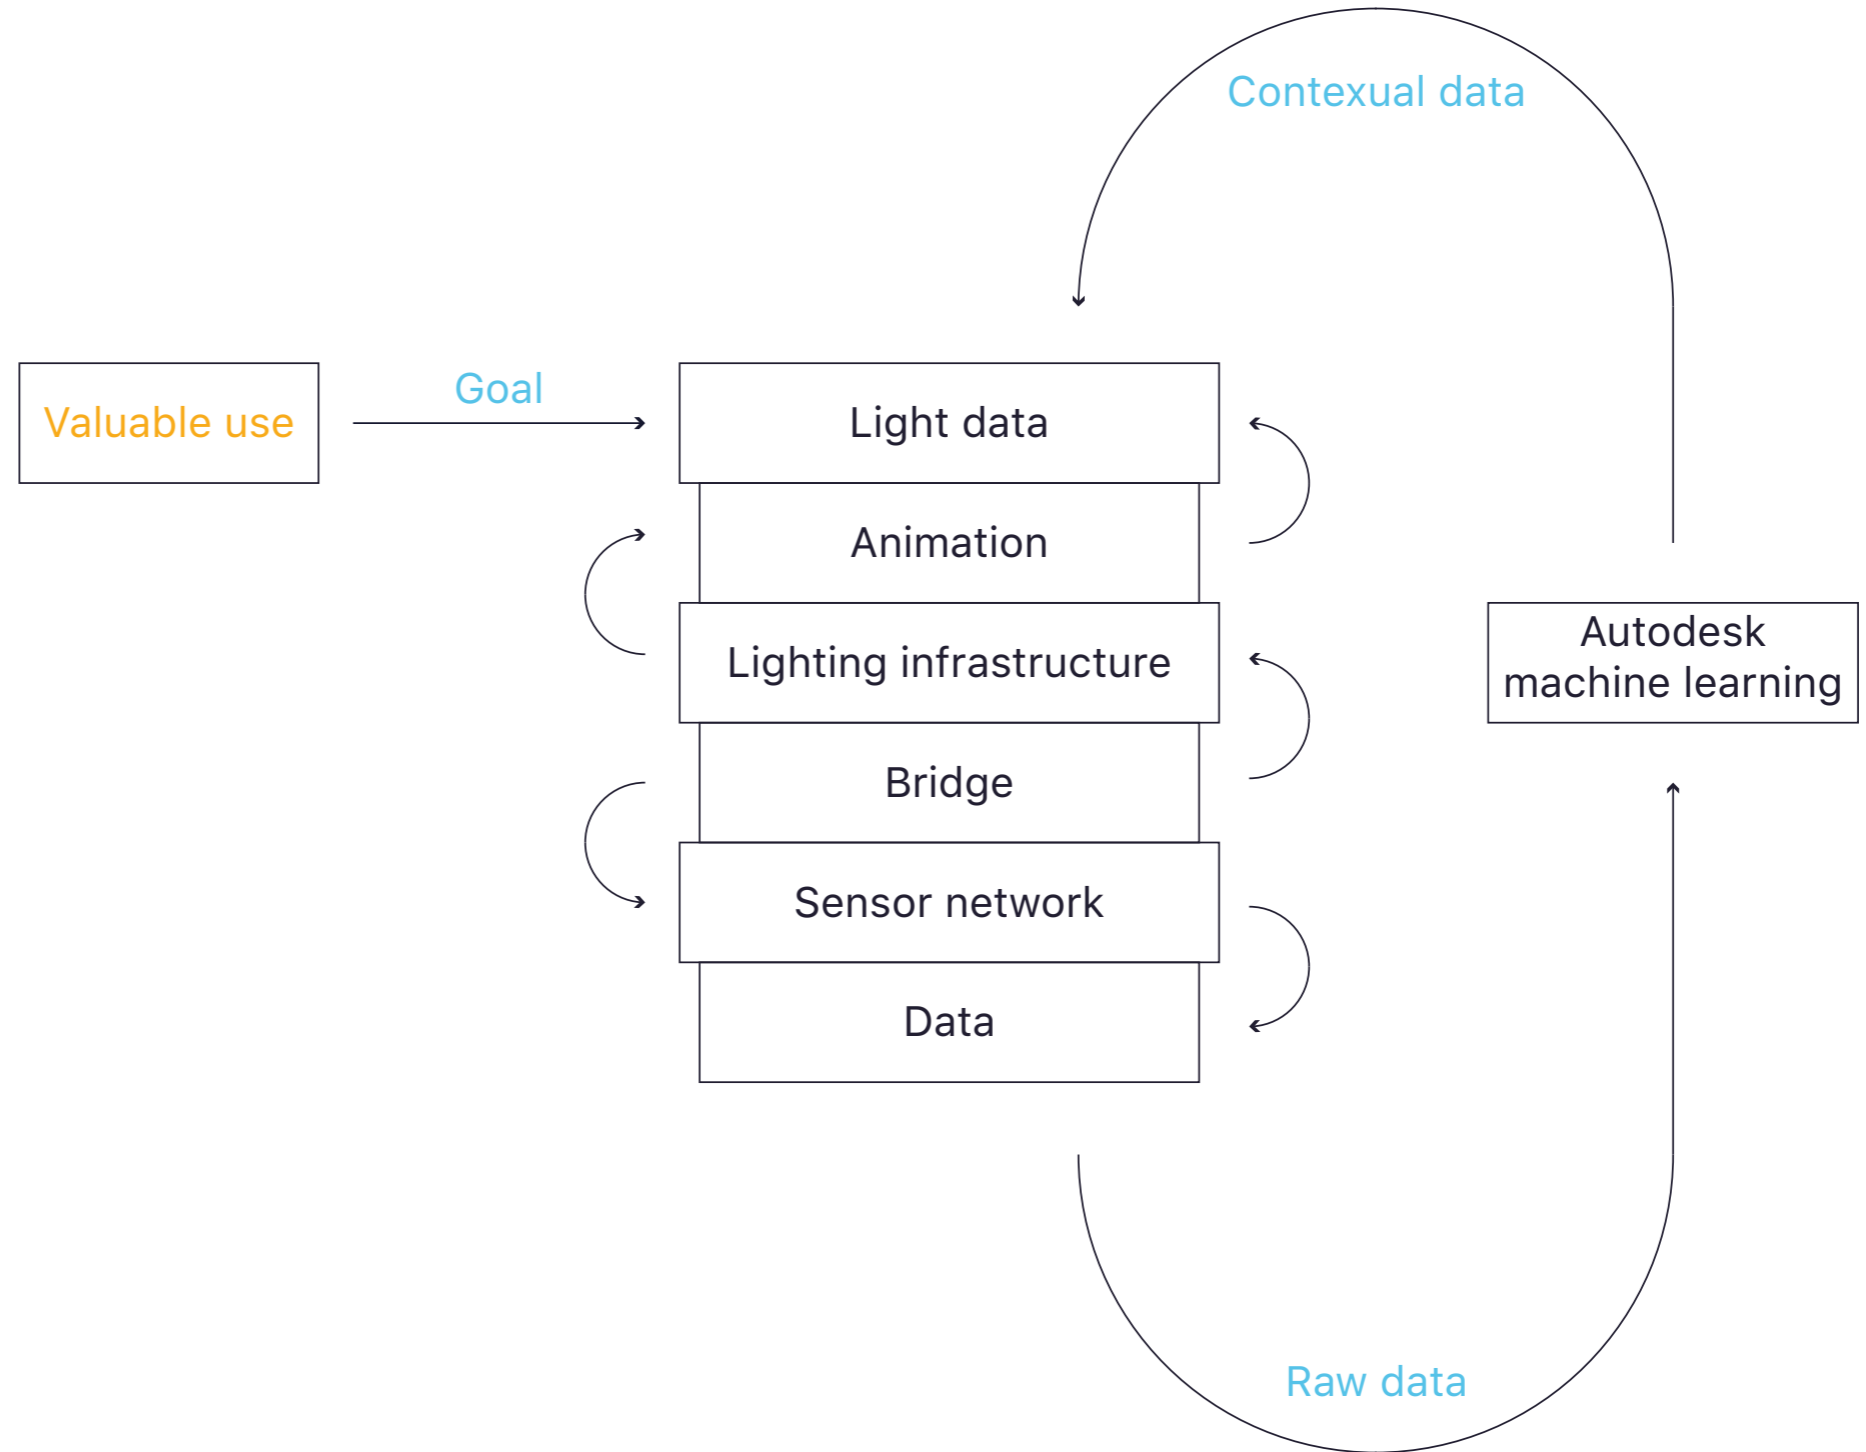 Contexual data
Goal
Valuable use
Light data
Animation
Lighting infrastructure
Autodesk
machine learning
Bridge
Sensor network
Data
Raw data